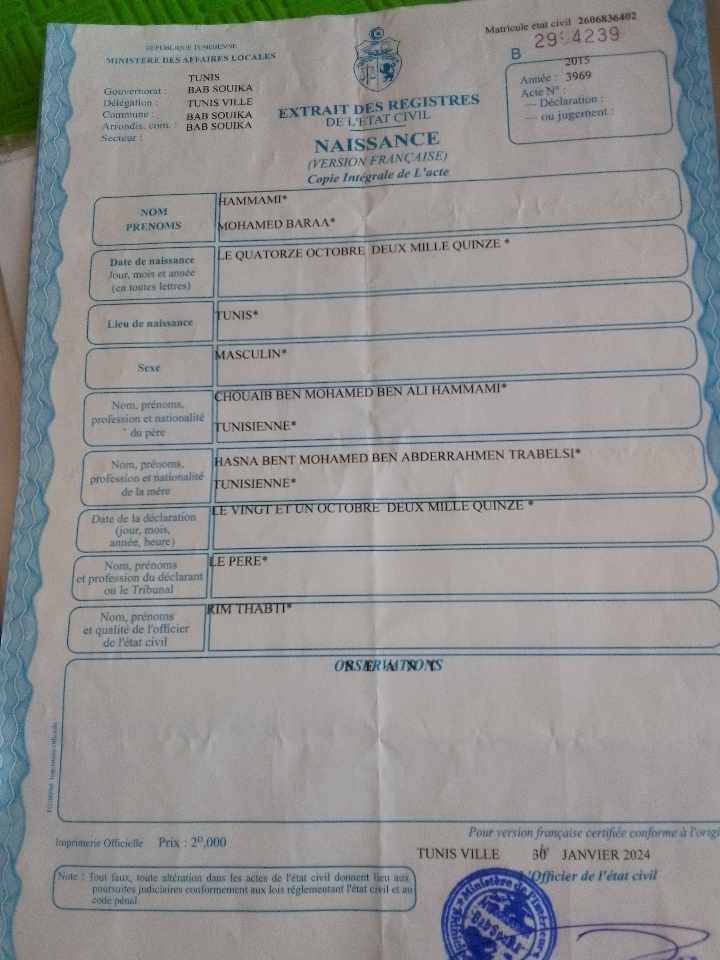 REPUBLIQUE TUNISIENNE
MINISTERE DES AFFAIRES LOCALES
Gouvernorat : TUNIS
Délégation : BAB SOUIKA
Commune : TUNIS VILLE
Arrondis. com. : BAB SOUIKA
Secteur : BAB SOUIKA
Matricule état civil 2606836402
B 29 4239
Année : 2015
Acte N° : 3969
— Déclaration :
— ou jugement :
EXTRAIT DES REGISTRES
DE L'ETAT CIVIL
NAISSANCE
(VERSION FRANÇAISE)
Copie Intégrale de L'acte
NOM
PRENOMS
HAMMAMI*
MOHAMED BARAA*
Date de naissance
Jour, mois et année
(en toutes lettres)
LE QUATORZE OCTOBRE DEUX MILLE QUINZE *
Lieu de naissance
TUNIS*
Sexe
MASCULIN*
Nom, prénoms,
profession et nationalité
du père
CHOUAIB BEN MOHAMED BEN ALI HAMMAMI*
TUNISIENNE*
Nom, prénoms,
profession et nationalité
de la mère
HASNA BENT MOHAMED BEN ABDERRAHMEN TRABELSI*
TUNISIENNE*
Date de la déclaration
(jour, mois,
année, heure)
LE VINGT ET UN OCTOBRE DEUX MILLE QUINZE *
Nom, prénoms
et profession du déclarant
ou le Tribunal
LE PERE*
Nom, prénoms
et qualité de l'officier
de l'état civil
RIM THABTI*
OBSERVATIONS
Imprimerie Officielle Prix : 2ᴰ,000
Pour version française certifiée conforme à l'origi
TUNIS VILLE 30 JANVIER 2024
L'Officier de l'état civil
Note : Tout faux, toute altération dans les actes de l'état civil donnent lieu aux
poursuites judiciaires conformement aux lois réglementant l'état civil et au
code pénal.
Ministère de l'Intérieur